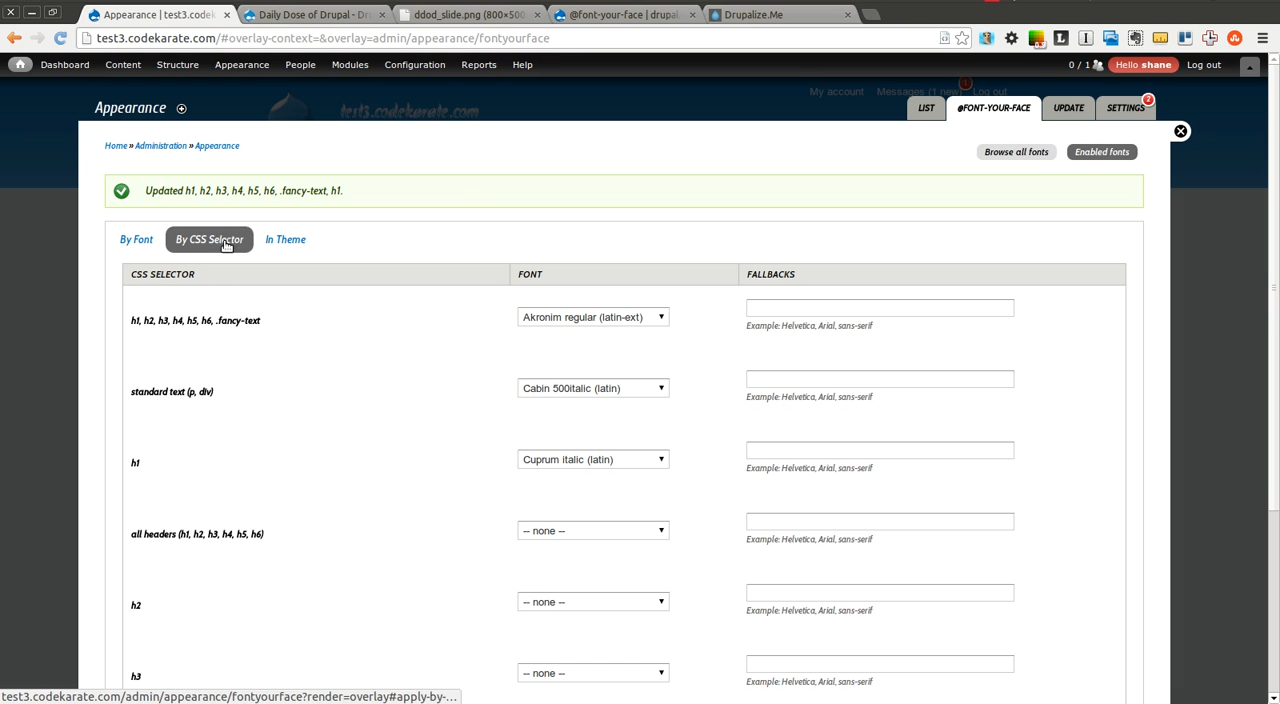 Appearance | test3.codek
Daily Dose of Drupal - Dr
ddod_slide.png (800×500
@font-your-face | drupal.
Drupalize.Me
test3.codekarate.com/#overlay-context=&overlay=admin/appearance/fontyourface
Dashboard Content Structure Appearance People Modules Configuration Reports Help
0 / 1 Hello shane Log out
My account Messages (1 new) Log out
1
test3.codekarate.com
Appearance
LIST @FONT-YOUR-FACE UPDATE SETTINGS 2
Home » Administration » Appearance
Browse all fonts Enabled fonts
Updated h1, h2, h3, h4, h5, h6, .fancy-text, h1.
By Font By CSS Selector In Theme
CSS SELECTOR FONT FALLBACKS
h1, h2, h3, h4, h5, h6, .fancy-text Akronim regular (latin-ext)
Example: Helvetica, Arial, sans-serif
standard text (p, div) Cabin 500italic (latin)
Example: Helvetica, Arial, sans-serif
h1 Cuprum italic (latin)
Example: Helvetica, Arial, sans-serif
all headers (h1, h2, h3, h4, h5, h6) -- none --
Example: Helvetica, Arial, sans-serif
h2 -- none --
Example: Helvetica, Arial, sans-serif
h3 -- none --
Example: Helvetica, Arial, sans-serif
test3.codekarate.com/admin/appearance/fontyourface?render=overlay#apply-by-...